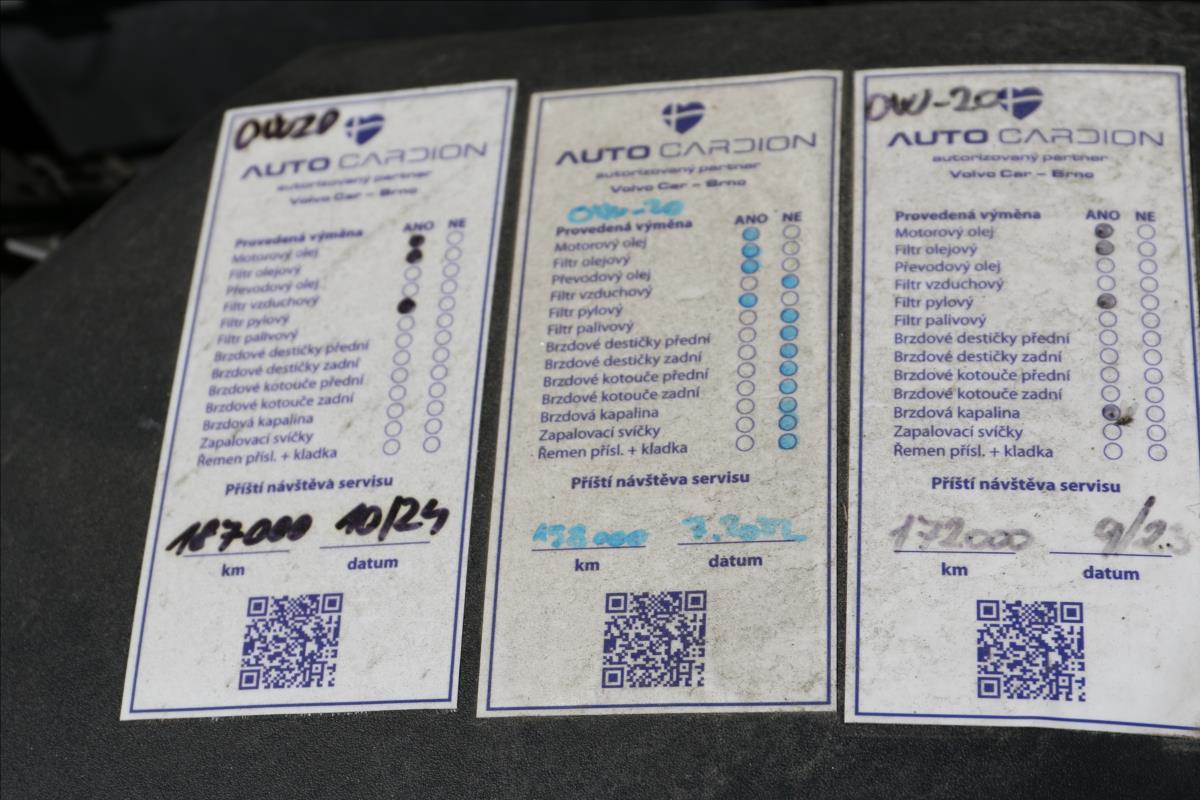 0W20
AUTO CARDION
autorizovaný partner
Volvo Car – Brno
Provedená výměna ANO NE
Motorový olej
Filtr olejový
Převodový olej
Filtr vzduchový
Filtr pylový
Filtr palivový
Brzdové destičky přední
Brzdové destičky zadní
Brzdové kotouče přední
Brzdové kotouče zadní
Brzdová kapalina
Zapalovací svíčky
Řemen přísl. + kladka
Příští návštěva servisu
187000 10/24
km datum
AUTO CARDION
autorizovaný partner
Volvo Car – Brno
0W-20
Provedená výměna ANO NE
Motorový olej
Filtr olejový
Převodový olej
Filtr vzduchový
Filtr pylový
Filtr palivový
Brzdové destičky přední
Brzdové destičky zadní
Brzdové kotouče přední
Brzdové kotouče zadní
Brzdová kapalina
Zapalovací svíčky
Řemen přísl. + kladka
Příští návštěva servisu
7.2022
km datum
0W-20
AUTO CARDION
autorizovaný partner
Volvo Car – Brno
Provedená výměna ANO NE
Motorový olej
Filtr olejový
Převodový olej
Filtr vzduchový
Filtr pylový
Filtr palivový
Brzdové destičky přední
Brzdové destičky zadní
Brzdové kotouče přední
Brzdové kotouče zadní
Brzdová kapalina
Zapalovací svíčky
Řemen přísl. + kladka
Příští návštěva servisu
172000 9/23
km datum